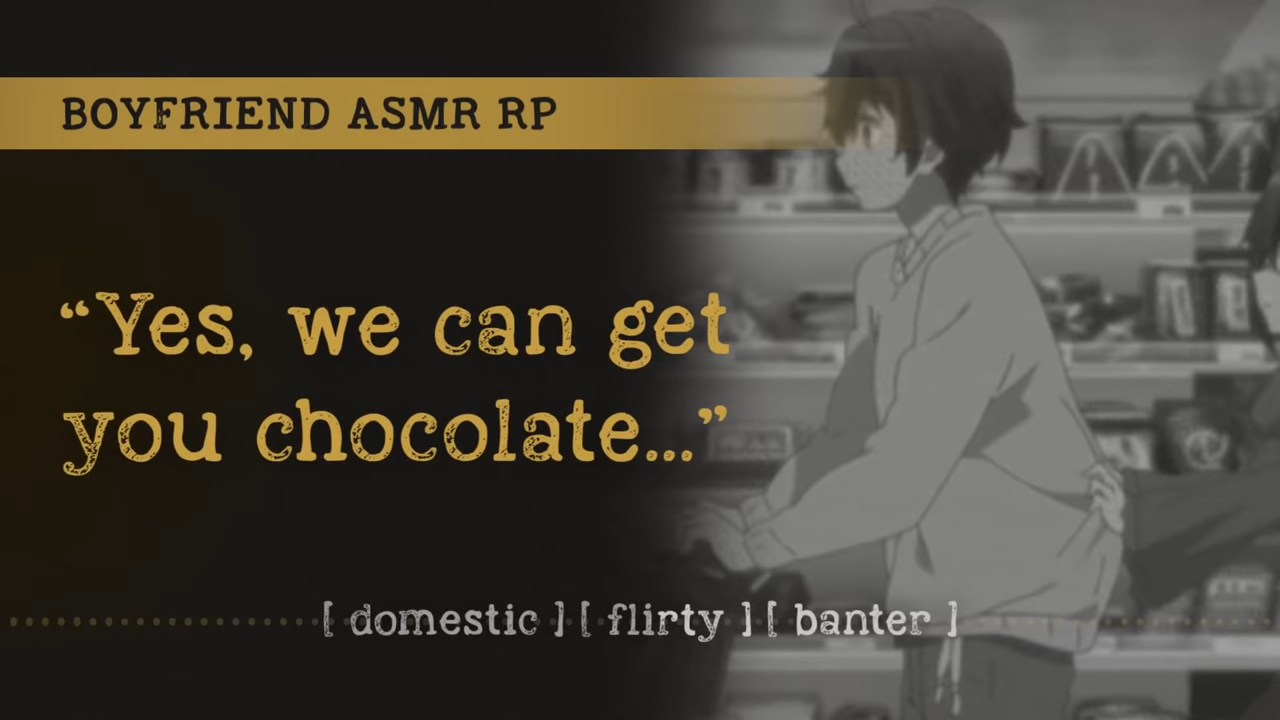 BOYFRIEND ASMR RP
“Yes, we can get
you chocolate...”
[ domestic ] [ flirty ] [ banter ]